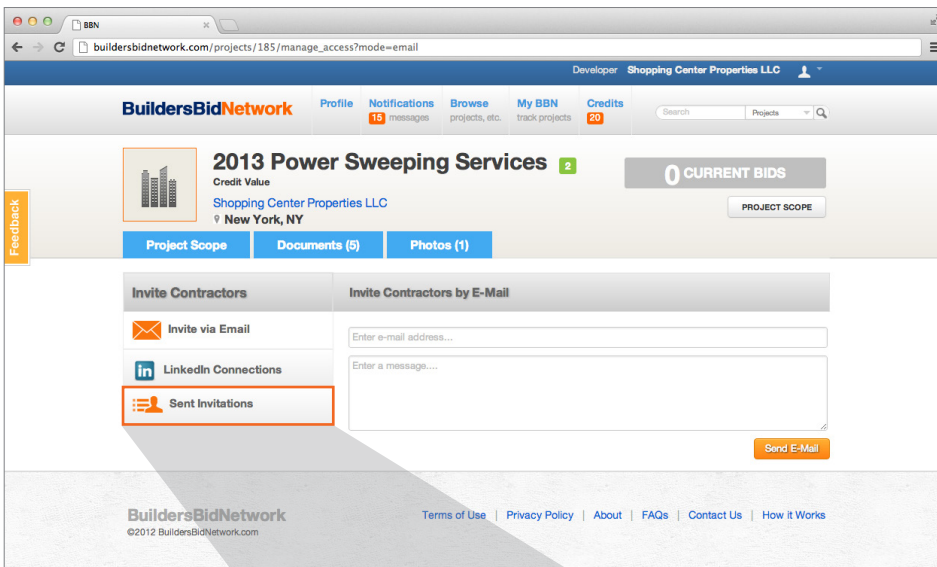 BBN
buildersbidnetwork.com/projects/185/manage_access?mode=email
Developer Shopping Center Properties LLC
BuildersBidNetwork
Profile
Notifications
15 messages
Browse
projects, etc.
My BBN
track projects
Credits
20
Search
Projects
2013 Power Sweeping Services 2
Credit Value
Shopping Center Properties LLC
New York, NY
0 CURRENT BIDS
PROJECT SCOPE
Feedback
Project Scope
Documents (5)
Photos (1)
Invite Contractors
Invite via Email
LinkedIn Connections
Sent Invitations
Invite Contractors by E-Mail
Enter e-mail address...
Enter a message....
Send E-Mail
BuildersBidNetwork
©2012 BuildersBidNetwork.com
Terms of Use | Privacy Policy | About | FAQs | Contact Us | How it Works